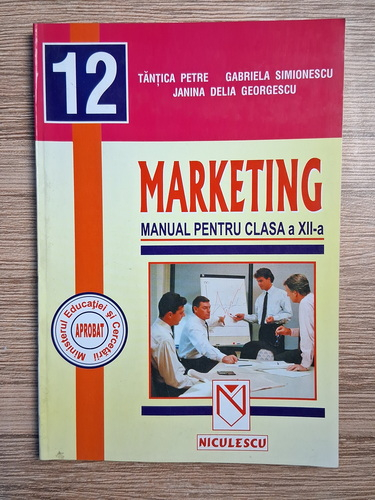 12
TĂNȚICA PETRE GABRIELA SIMIONESCU
JANINA DELIA GEORGESCU
MARKETING
MANUAL PENTRU CLASA a XII-a
Ministerul Educației și Cercetării
APROBAT
NICULESCU